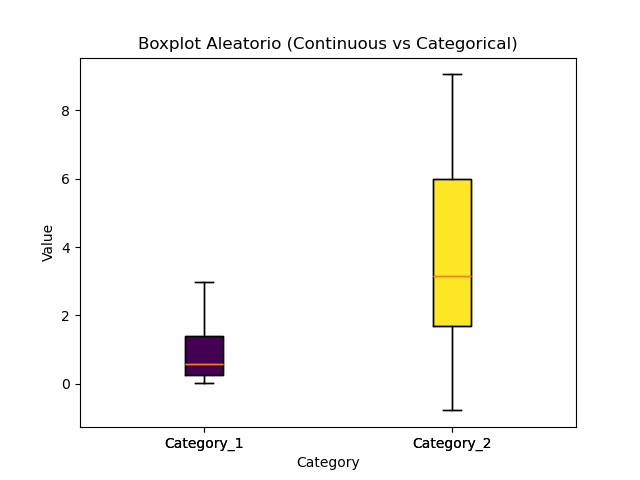 Boxplot Aleatorio (Continuous vs Categorical)
8
6
4
2
0
Value
Category_1
Category_2
Category